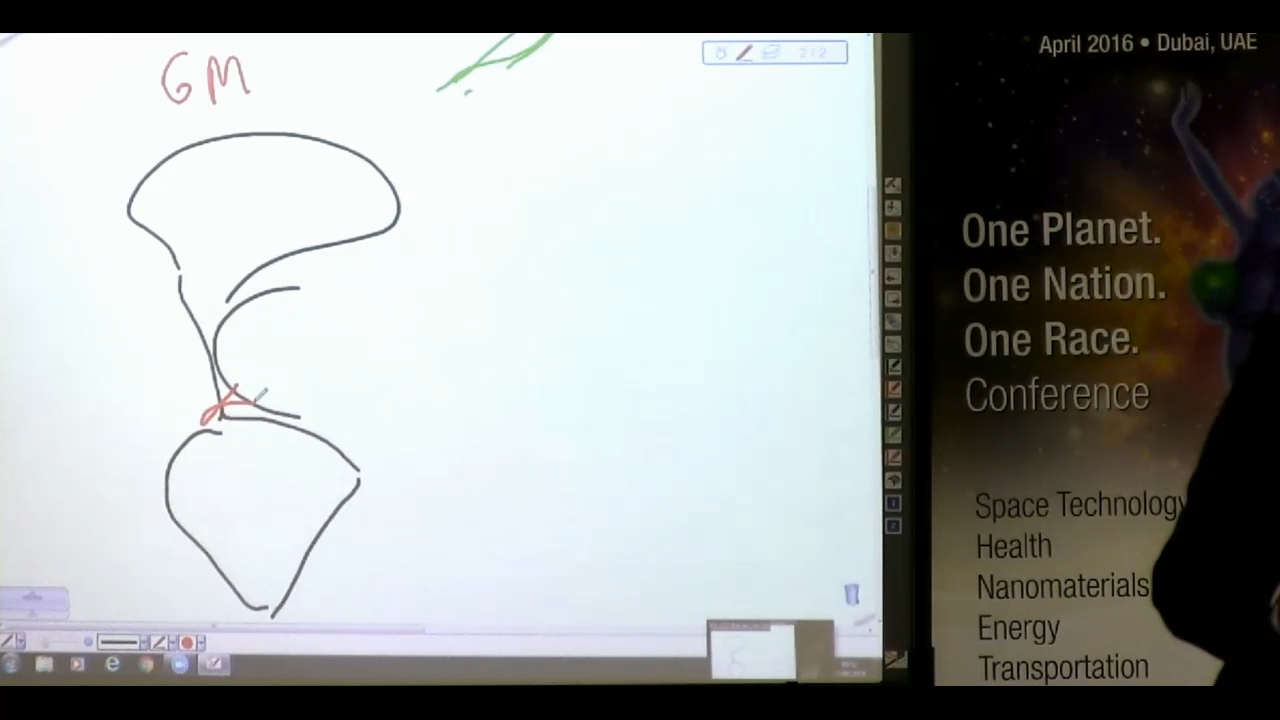 GM
April 2016 • Dubai, UAE
One Planet.
One Nation.
One Race.
Conference
Space Technology
Health
Nanomaterials
Energy
Transportation